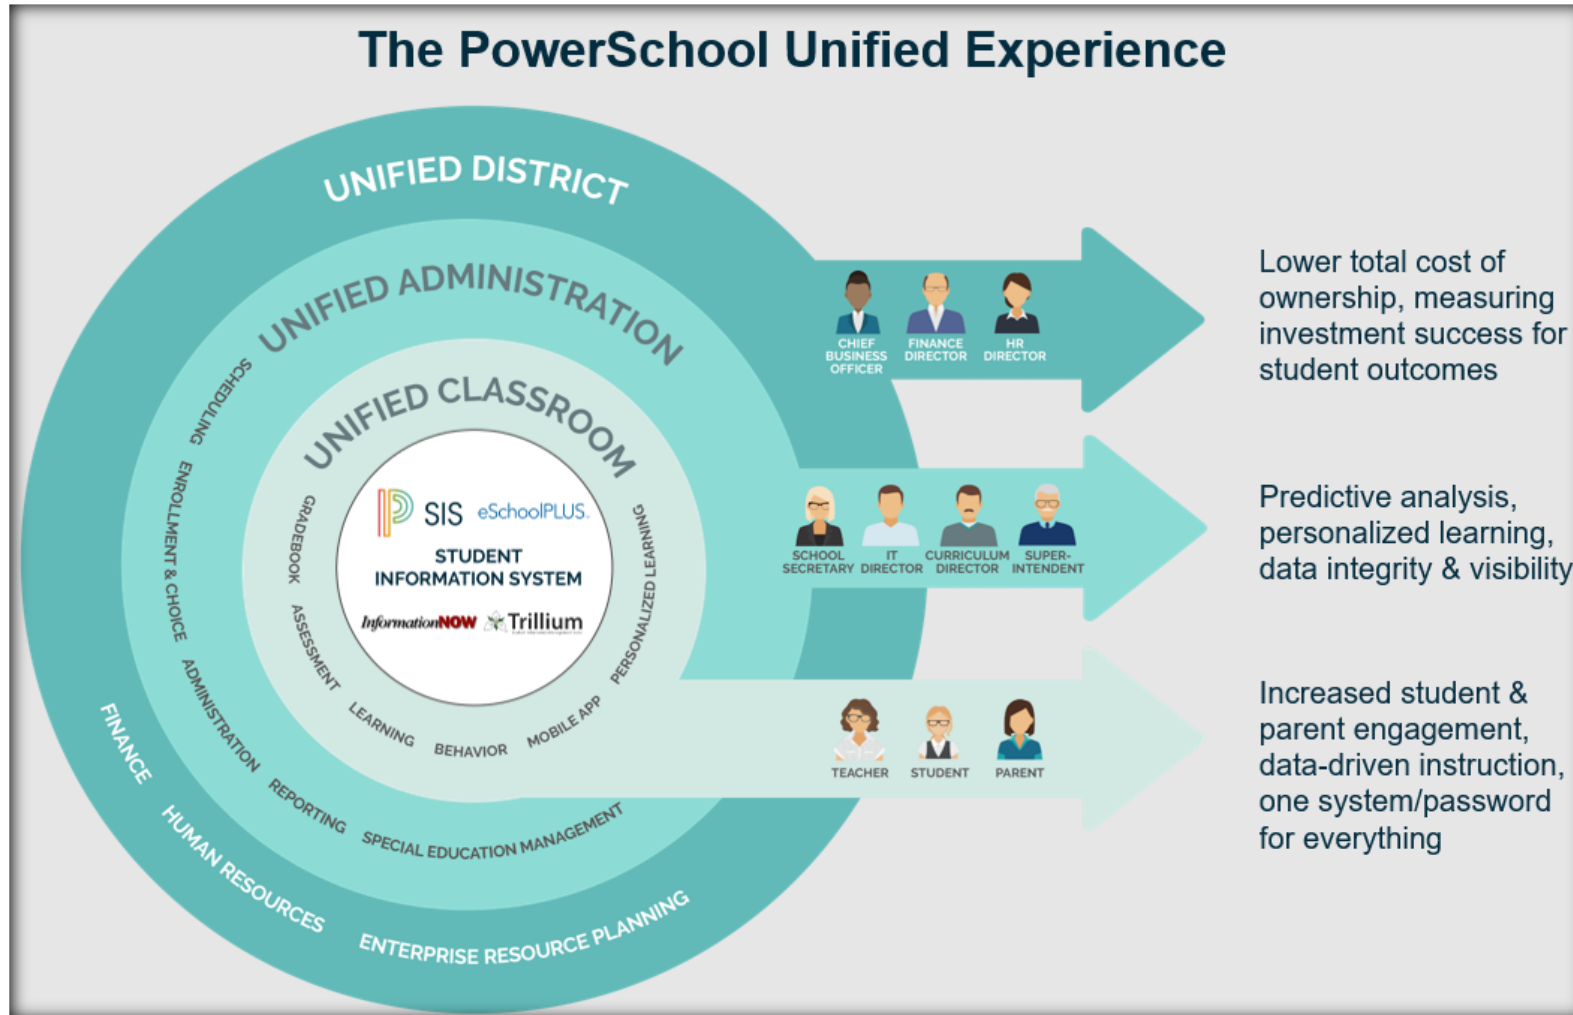 The PowerSchool Unified Experience
UNIFIED DISTRICT
UNIFIED ADMINISTRATION
UNIFIED CLASSROOM
SCHEDULING
ENROLLMENT & CHOICE
ADMINISTRATION
REPORTING
SPECIAL EDUCATION MANAGEMENT
GRADEBOOK
ASSESSMENT
LEARNING
BEHAVIOR
MOBILE APP
PERSONALIZED LEARNING
SIS eSchoolPLUS
STUDENT
INFORMATION SYSTEM
InformationNOW Trillium
FINANCE
HUMAN RESOURCES
ENTERPRISE RESOURCE PLANNING
CHIEF
BUSINESS
OFFICER
FINANCE
DIRECTOR
HR
DIRECTOR
Lower total cost of
ownership, measuring
investment success for
student outcomes
SCHOOL
SECRETARY
IT
DIRECTOR
CURRICULUM
DIRECTOR
SUPER-
INTENDENT
Predictive analysis,
personalized learning,
data integrity & visibility
TEACHER
STUDENT
PARENT
Increased student &
parent engagement,
data-driven instruction,
one system/password
for everything